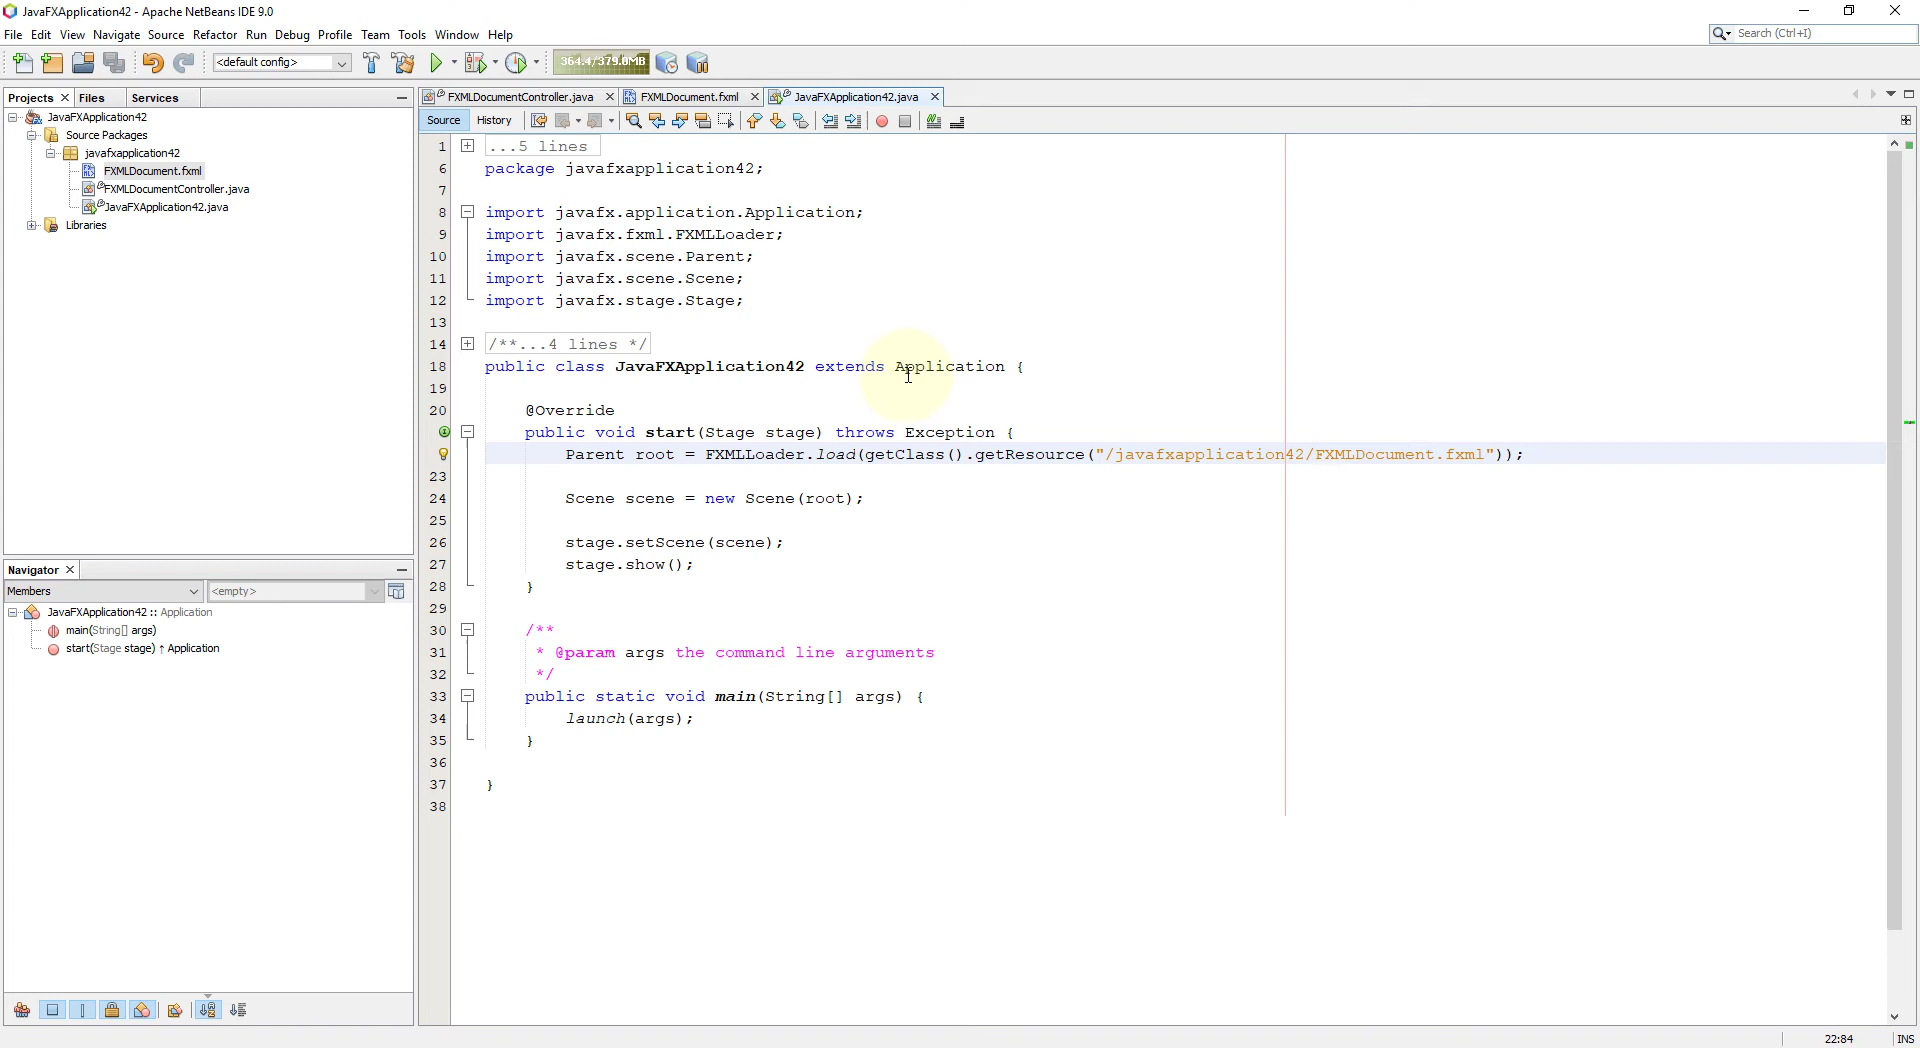 JavaFXApplication42 - Apache NetBeans IDE 9.0
File Edit View Navigate Source Refactor Run Debug Profile Team Tools Window Help
Search (Ctrl+I)
<default config>
364.4/379.0MB
Projects Files Services
JavaFXApplication42
Source Packages
javafxapplication42
FXMLDocument.fxml
FXMLDocumentController.java
JavaFXApplication42.java
Libraries
Navigator
Members
<empty>
JavaFXApplication42 :: Application
main(String[] args)
start(Stage stage) ↑ Application
FXMLDocumentController.java FXMLDocument.fxml JavaFXApplication42.java
Source History
1 ...5 lines
6 package javafxapplication42;
7
8 import javafx.application.Application;
9 import javafx.fxml.FXMLLoader;
10 import javafx.scene.Parent;
11 import javafx.scene.Scene;
12 import javafx.stage.Stage;
13
14 /**...4 lines */
18 public class JavaFXApplication42 extends Application {
19
20 @Override
public void start(Stage stage) throws Exception {
Parent root = FXMLLoader.load(getClass().getResource("/javafxapplication42/FXMLDocument.fxml"));
23
24 Scene scene = new Scene(root);
25
26 stage.setScene(scene);
27 stage.show();
28 }
29
30 /**
31 * @param args the command line arguments
32 */
33 public static void main(String[] args) {
34 launch(args);
35 }
36
37 }
38
22:84 INS